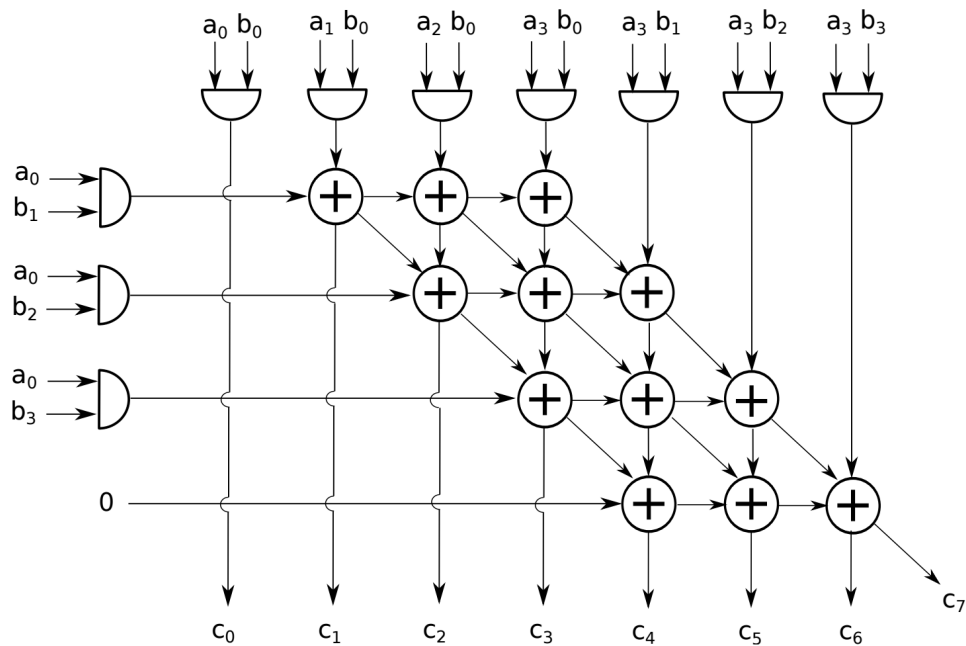 a₀ b₀ a₁ b₀ a₂ b₀ a₃ b₀ a₃ b₁ a₃ b₂ a₃ b₃
a₀
b₁
a₀
b₂
a₀
b₃
0
c₀ c₁ c₂ c₃ c₄ c₅ c₆ c₇